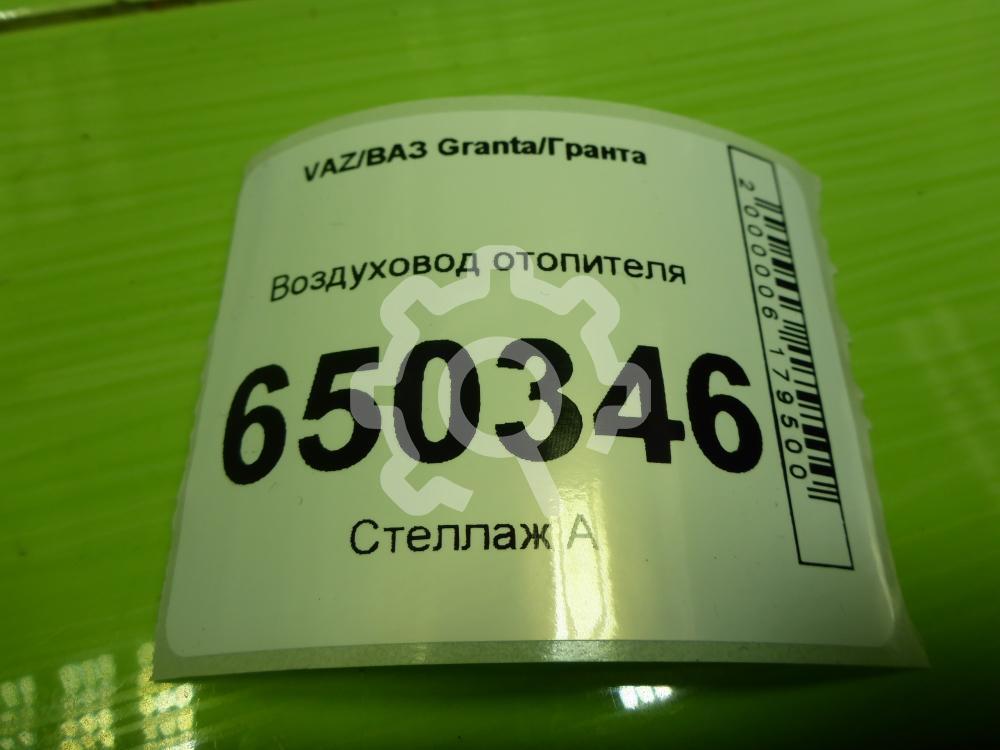 VAZ/ВАЗ Granta/Гранта
Воздуховод отопителя
650346
Стеллаж А
2000006179500